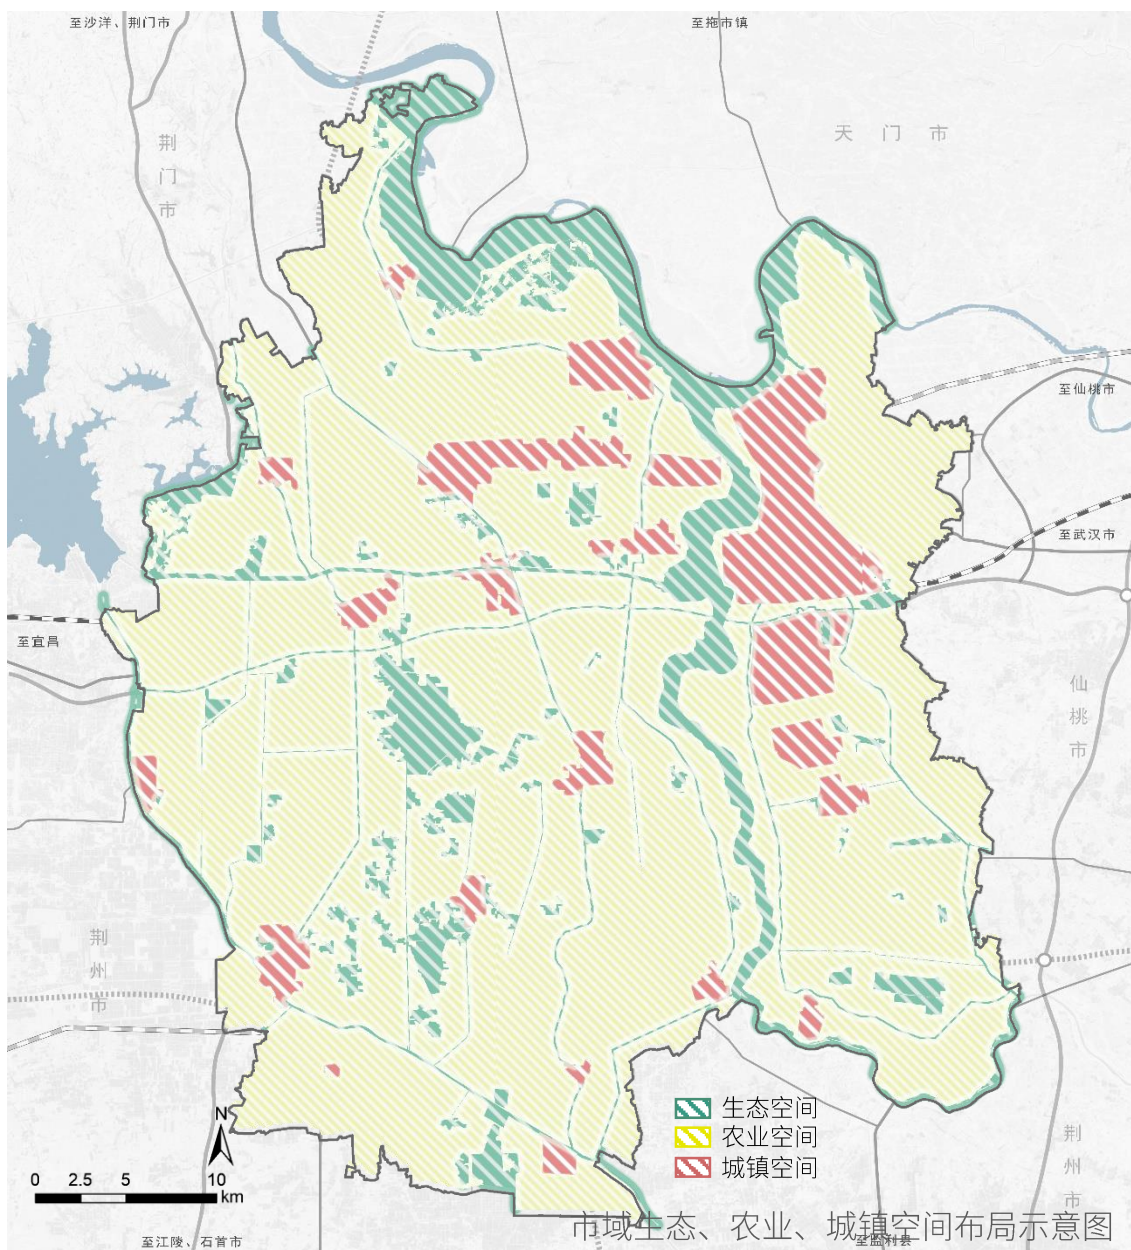 至沙洋、荆门市
至拖市镇
天门市
荆门市
至仙桃市
至武汉市
至宜昌
仙桃市
荆州市
生态空间
农业空间
城镇空间
荆州市
N
0 2.5 5 10
km
市域生态、农业、城镇空间布局示意图
至江陵、石首市
至监利县